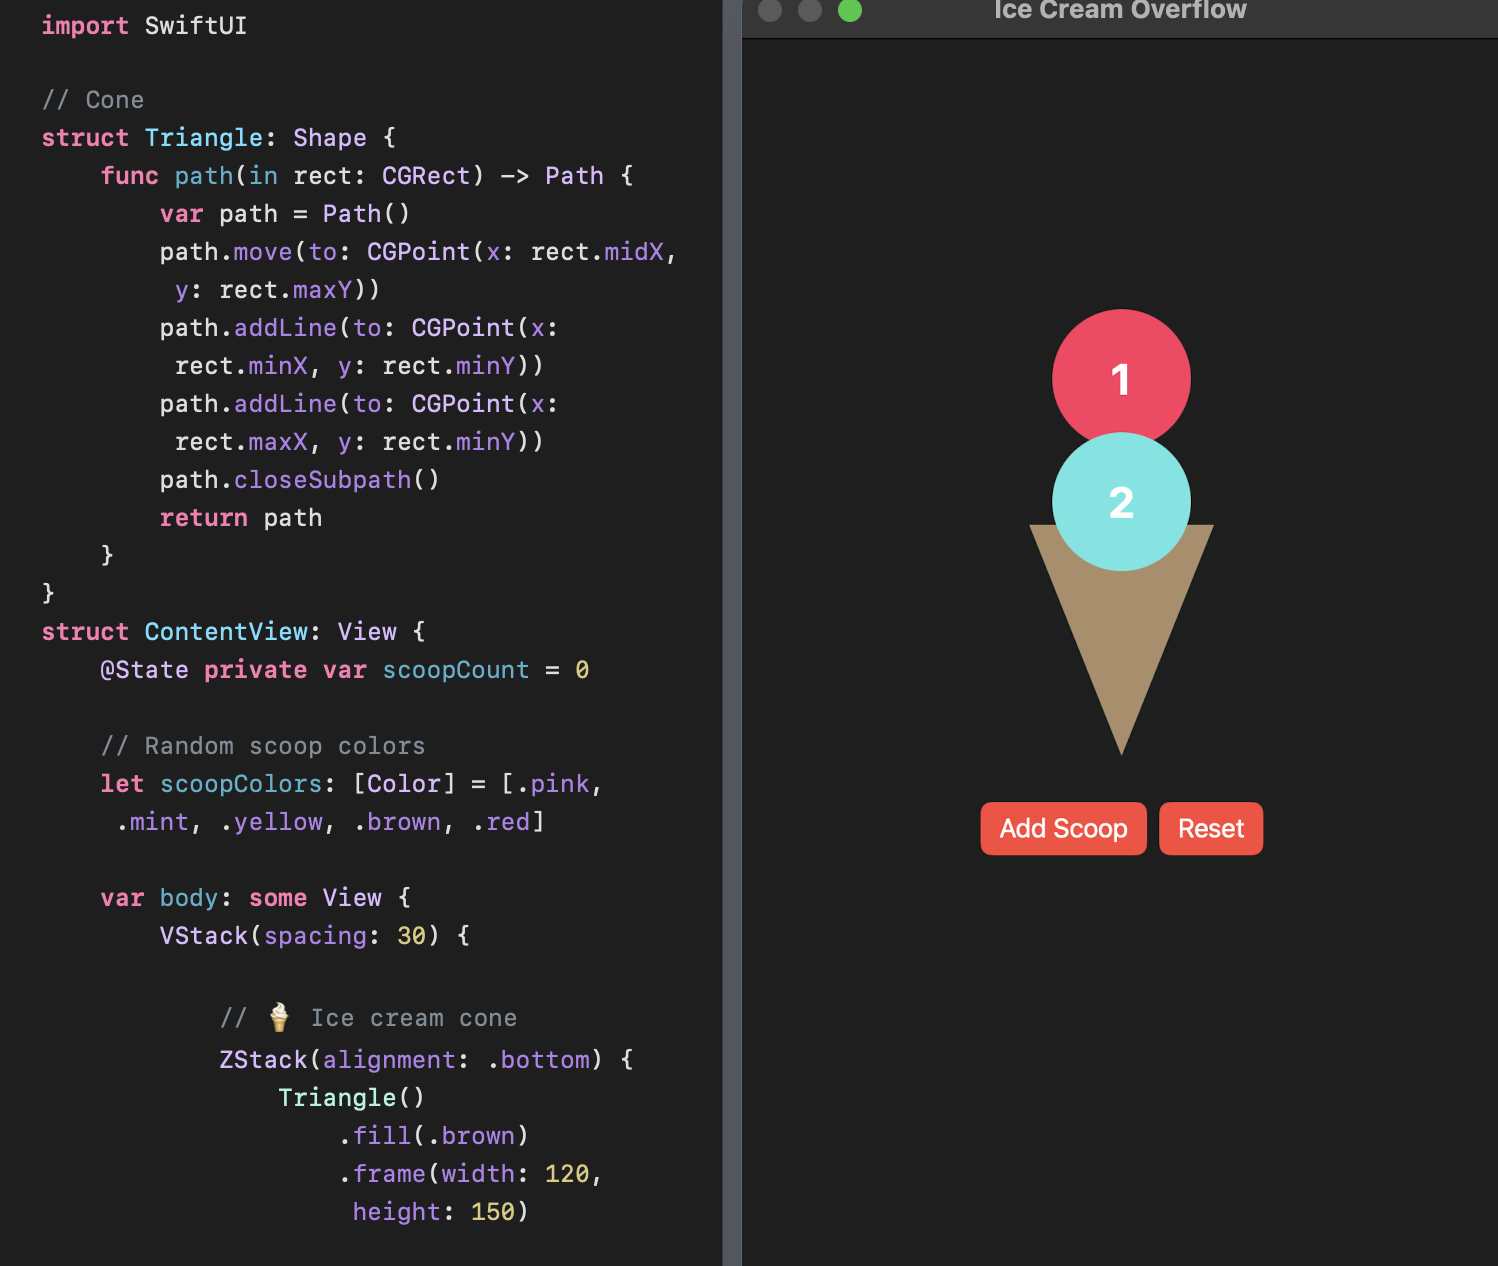 import SwiftUI
// Cone
struct Triangle: Shape {
func path(in rect: CGRect) -> Path {
var path = Path()
path.move(to: CGPoint(x: rect.midX,
y: rect.maxY))
path.addLine(to: CGPoint(x:
rect.minX, y: rect.minY))
path.addLine(to: CGPoint(x:
rect.maxX, y: rect.minY))
path.closeSubpath()
return path
}
}
struct ContentView: View {
@State private var scoopCount = 0
// Random scoop colors
let scoopColors: [Color] = [.pink,
.mint, .yellow, .brown, .red]
var body: some View {
VStack(spacing: 30) {
// 🍦 Ice cream cone
ZStack(alignment: .bottom) {
Triangle()
.fill(.brown)
.frame(width: 120,
height: 150)
Ice Cream Overflow
1
2
Add Scoop
Reset